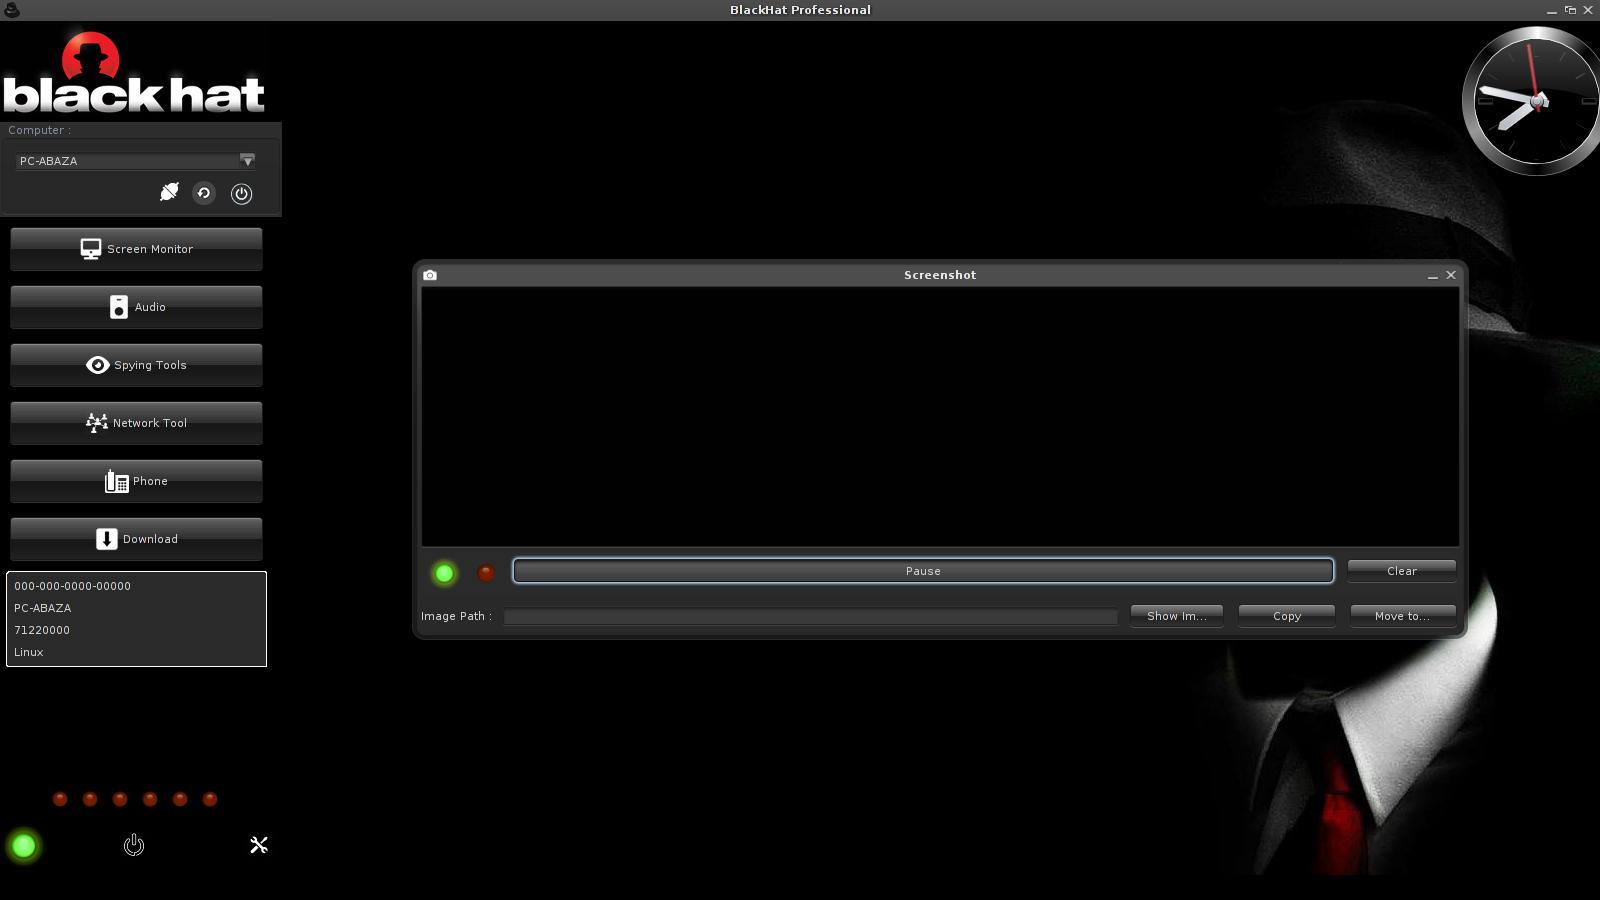 BlackHat Professional
black hat
Computer :
PC-ABAZA
Screen Monitor
Audio
Spying Tools
Network Tool
Phone
Download
000-000-0000-00000
PC-ABAZA
71220000
Linux
Screenshot
Pause
Clear
Image Path :
Show Im...
Copy
Move to...